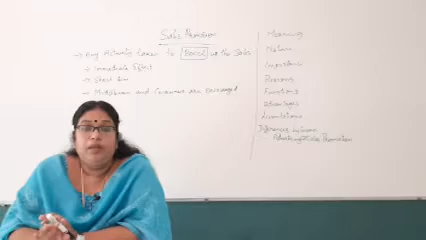 Sales Promotion
→ Any Activity taken to Boost up the Sales
→ Immediate Effect
→ Short Term
→ Middlemen and Consumers are encouraged
Meaning
Nature
Importance
Process
Functions
Advantages
Limitations
Difference between
Advertising & Sales Promotion